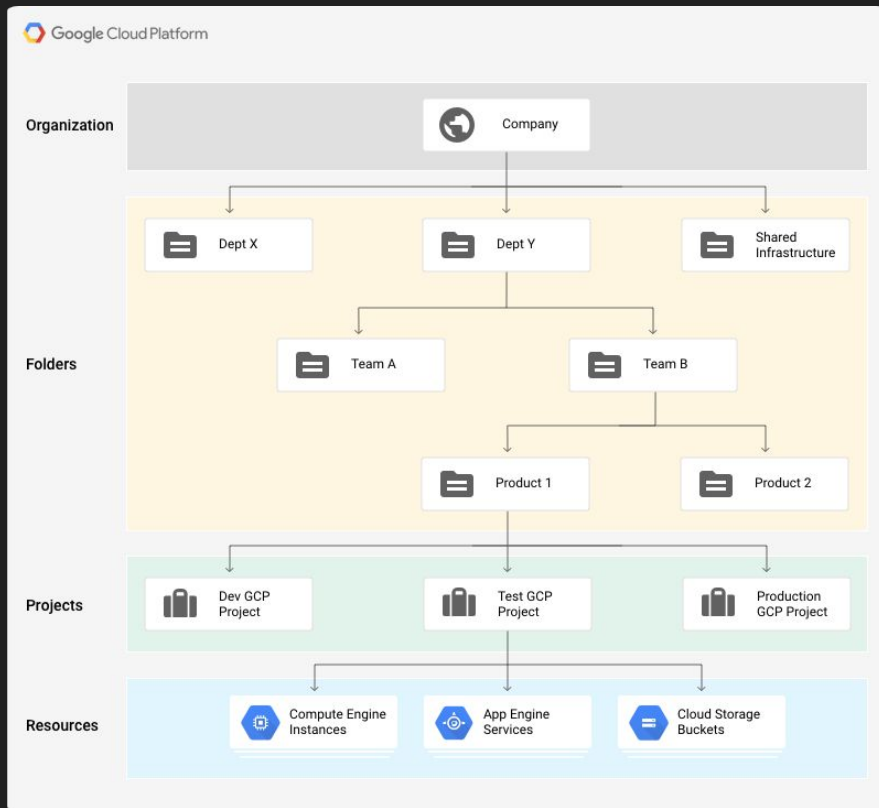 Google Cloud Platform
Organization
Company
Dept X
Dept Y
Shared
Infrastructure
Folders
Team A
Team B
Product 1
Product 2
Projects
Dev GCP
Project
Test GCP
Project
Production
GCP Project
Resources
Compute Engine
Instances
App Engine
Services
Cloud Storage
Buckets